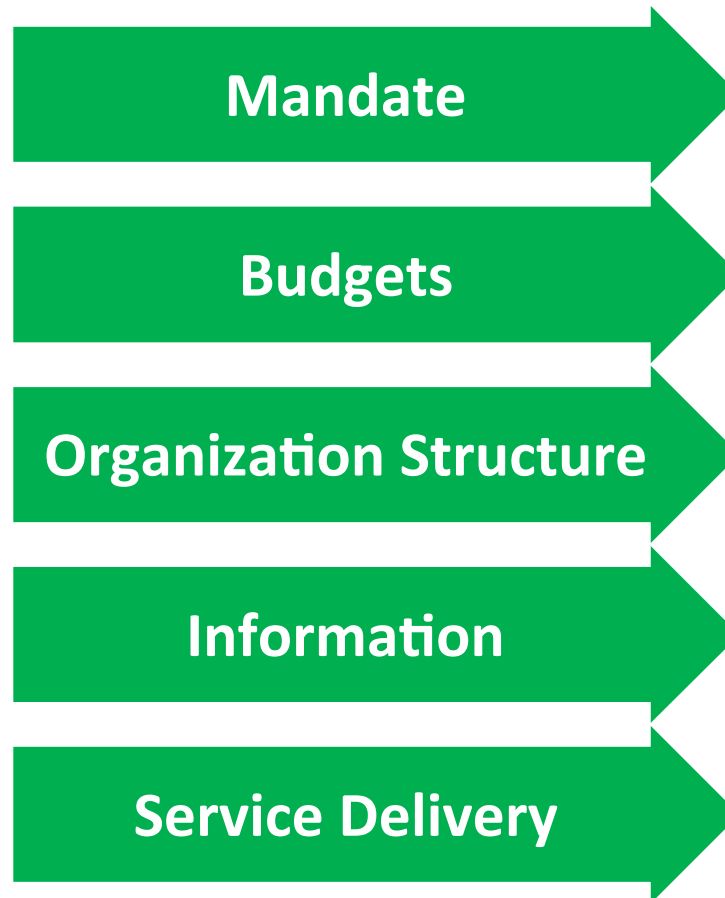 Mandate
Budgets
Organization Structure
Information
Service Delivery